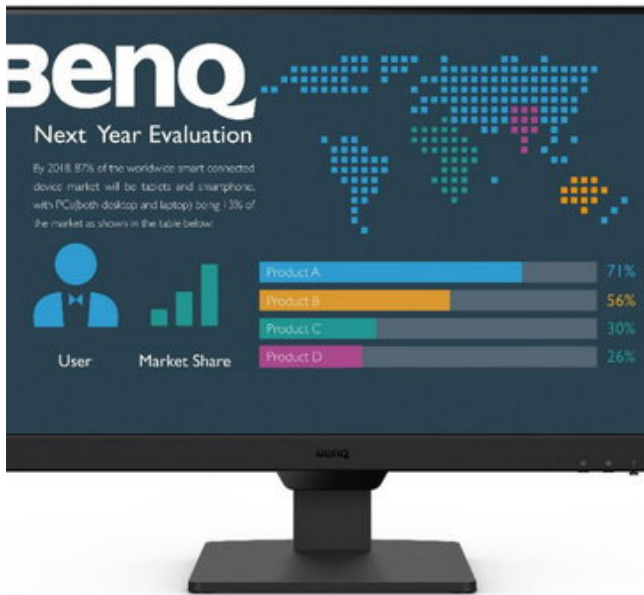 BenQ
Next Year Evaluation
By 2018, 87% of the worldwide smart connected
device market will be tablets and smartphone,
with PCs(both desktop and laptop) being 13% of
the market as shown in the table below:
Product A 71%
Product B 56%
Product C 30%
Product D 26%
User Market Share
BenQ